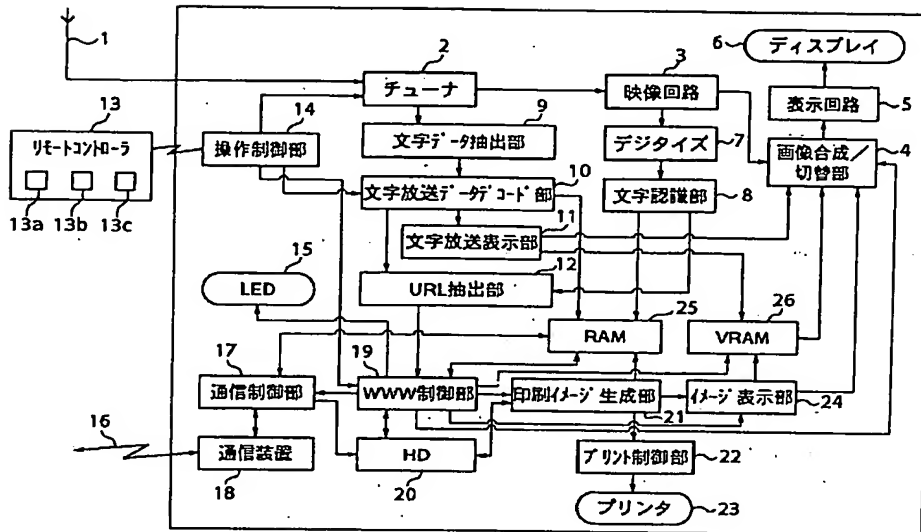 1
2
チューナ
3
映像回路
6
ディスプレイ
表示回路
5
9
文字データ抽出部
デジタイズ
7
画像合成/
切替部
4
13
リモートコントローラ
13a
13b
13c
14
操作制御部
10
文字放送データデコード部
文字認識部
8
11
文字放送表示部
12
URL抽出部
15
LED
25
RAM
26
VRAM
17
通信制御部
19
WWW制御部
印刷イメージ生成部
21
イメージ表示部
24
16
通信装置
18
HD
20
プリント制御部
22
プリンタ
23